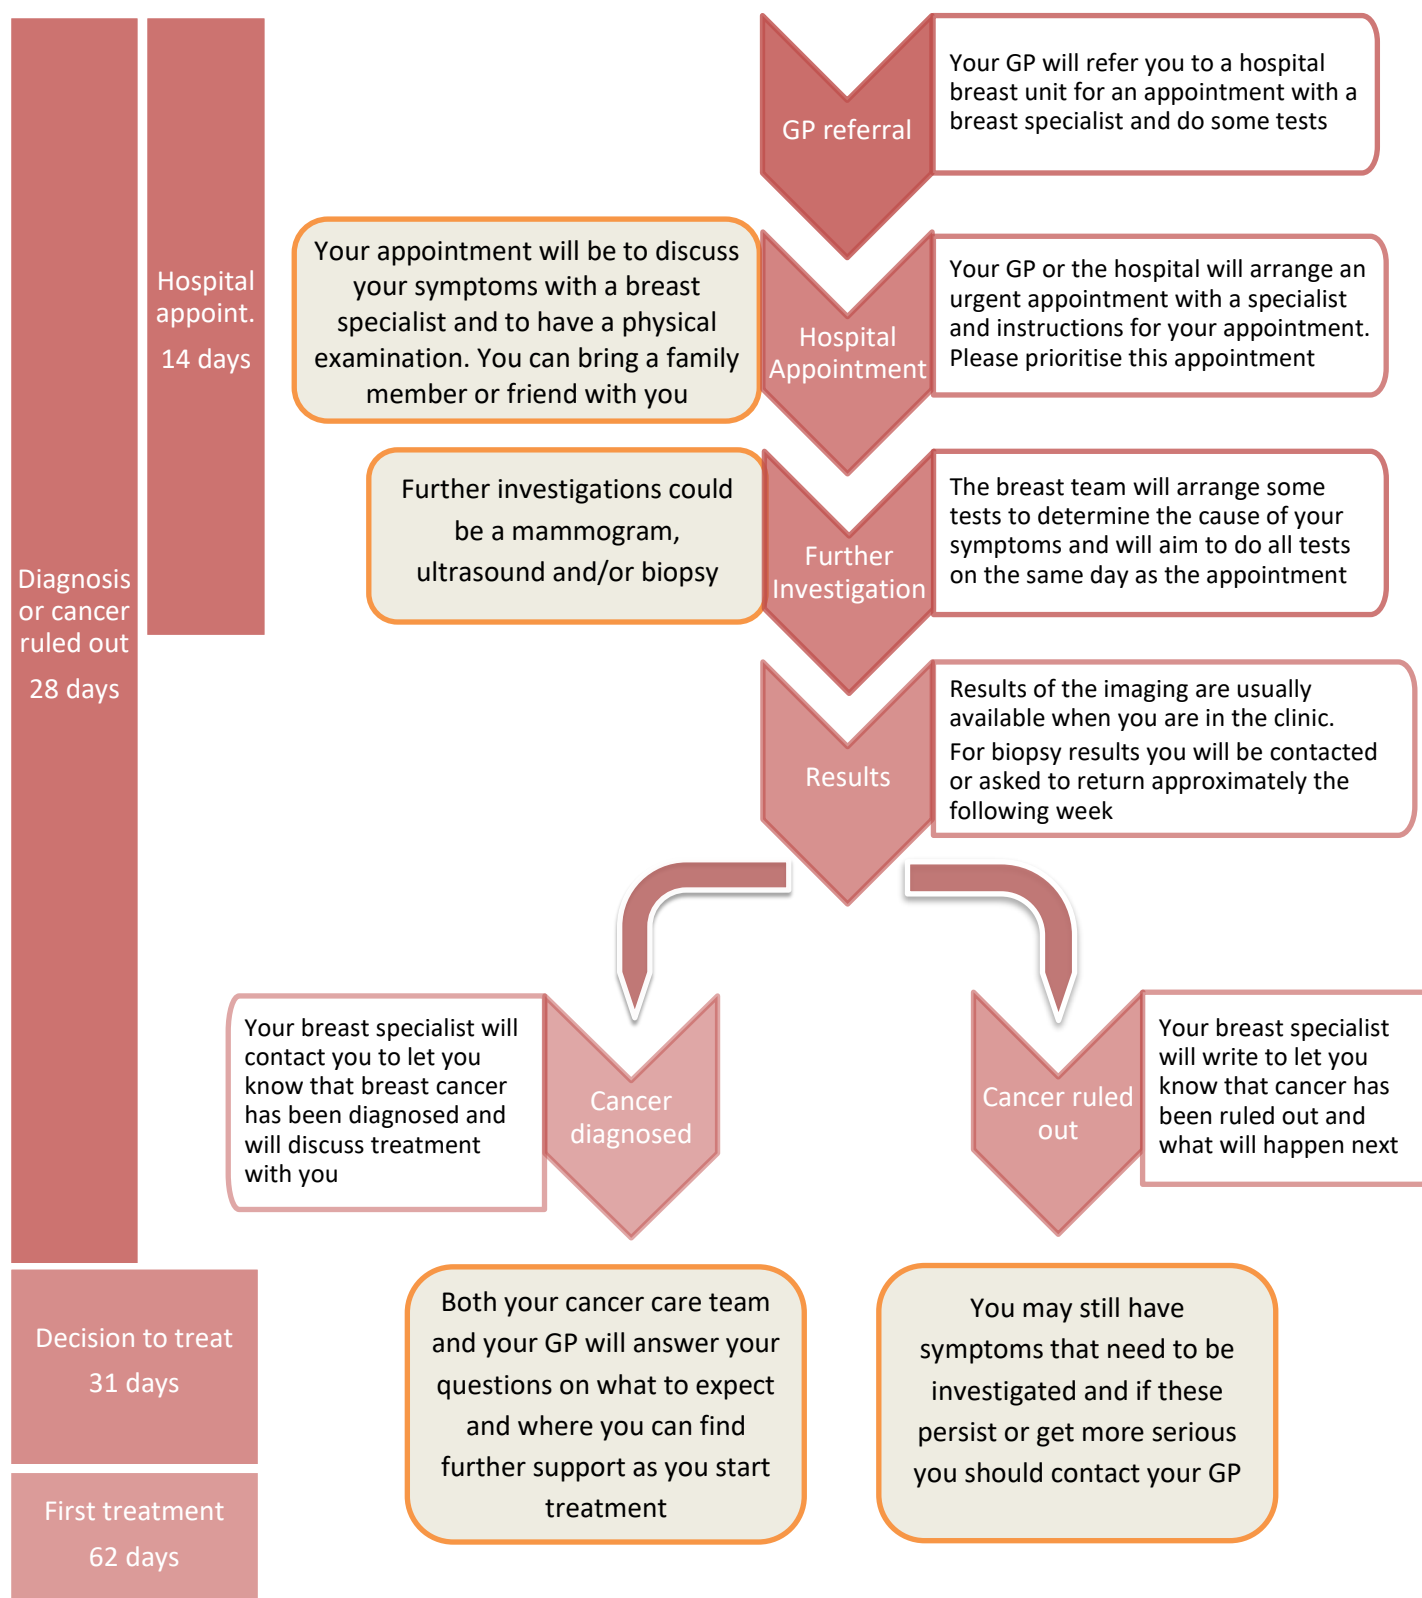 GP referral
Your GP will refer you to a hospital
breast unit for an appointment with a
breast specialist and do some tests
Hospital
appoint.
14 days
Your appointment will be to discuss
your symptoms with a breast
specialist and to have a physical
examination. You can bring a family
member or friend with you
Hospital
Appointment
Your GP or the hospital will arrange an
urgent appointment with a specialist
and instructions for your appointment.
Please prioritise this appointment
Diagnosis
or cancer
ruled out
28 days
Further investigations could
be a mammogram,
ultrasound and/or biopsy
Further
Investigation
The breast team will arrange some
tests to determine the cause of your
symptoms and will aim to do all tests
on the same day as the appointment
Results
Results of the imaging are usually
available when you are in the clinic.
For biopsy results you will be contacted
or asked to return approximately the
following week
Your breast specialist will
contact you to let you
know that breast cancer
has been diagnosed and
will discuss treatment
with you
Cancer
diagnosed
Cancer ruled
out
Your breast specialist
will write to let you
know that cancer has
been ruled out and
what will happen next
Decision to treat
31 days
Both your cancer care team
and your GP will answer your
questions on what to expect
and where you can find
further support as you start
treatment
You may still have
symptoms that need to be
investigated and if these
persist or get more serious
you should contact your GP
First treatment
62 days